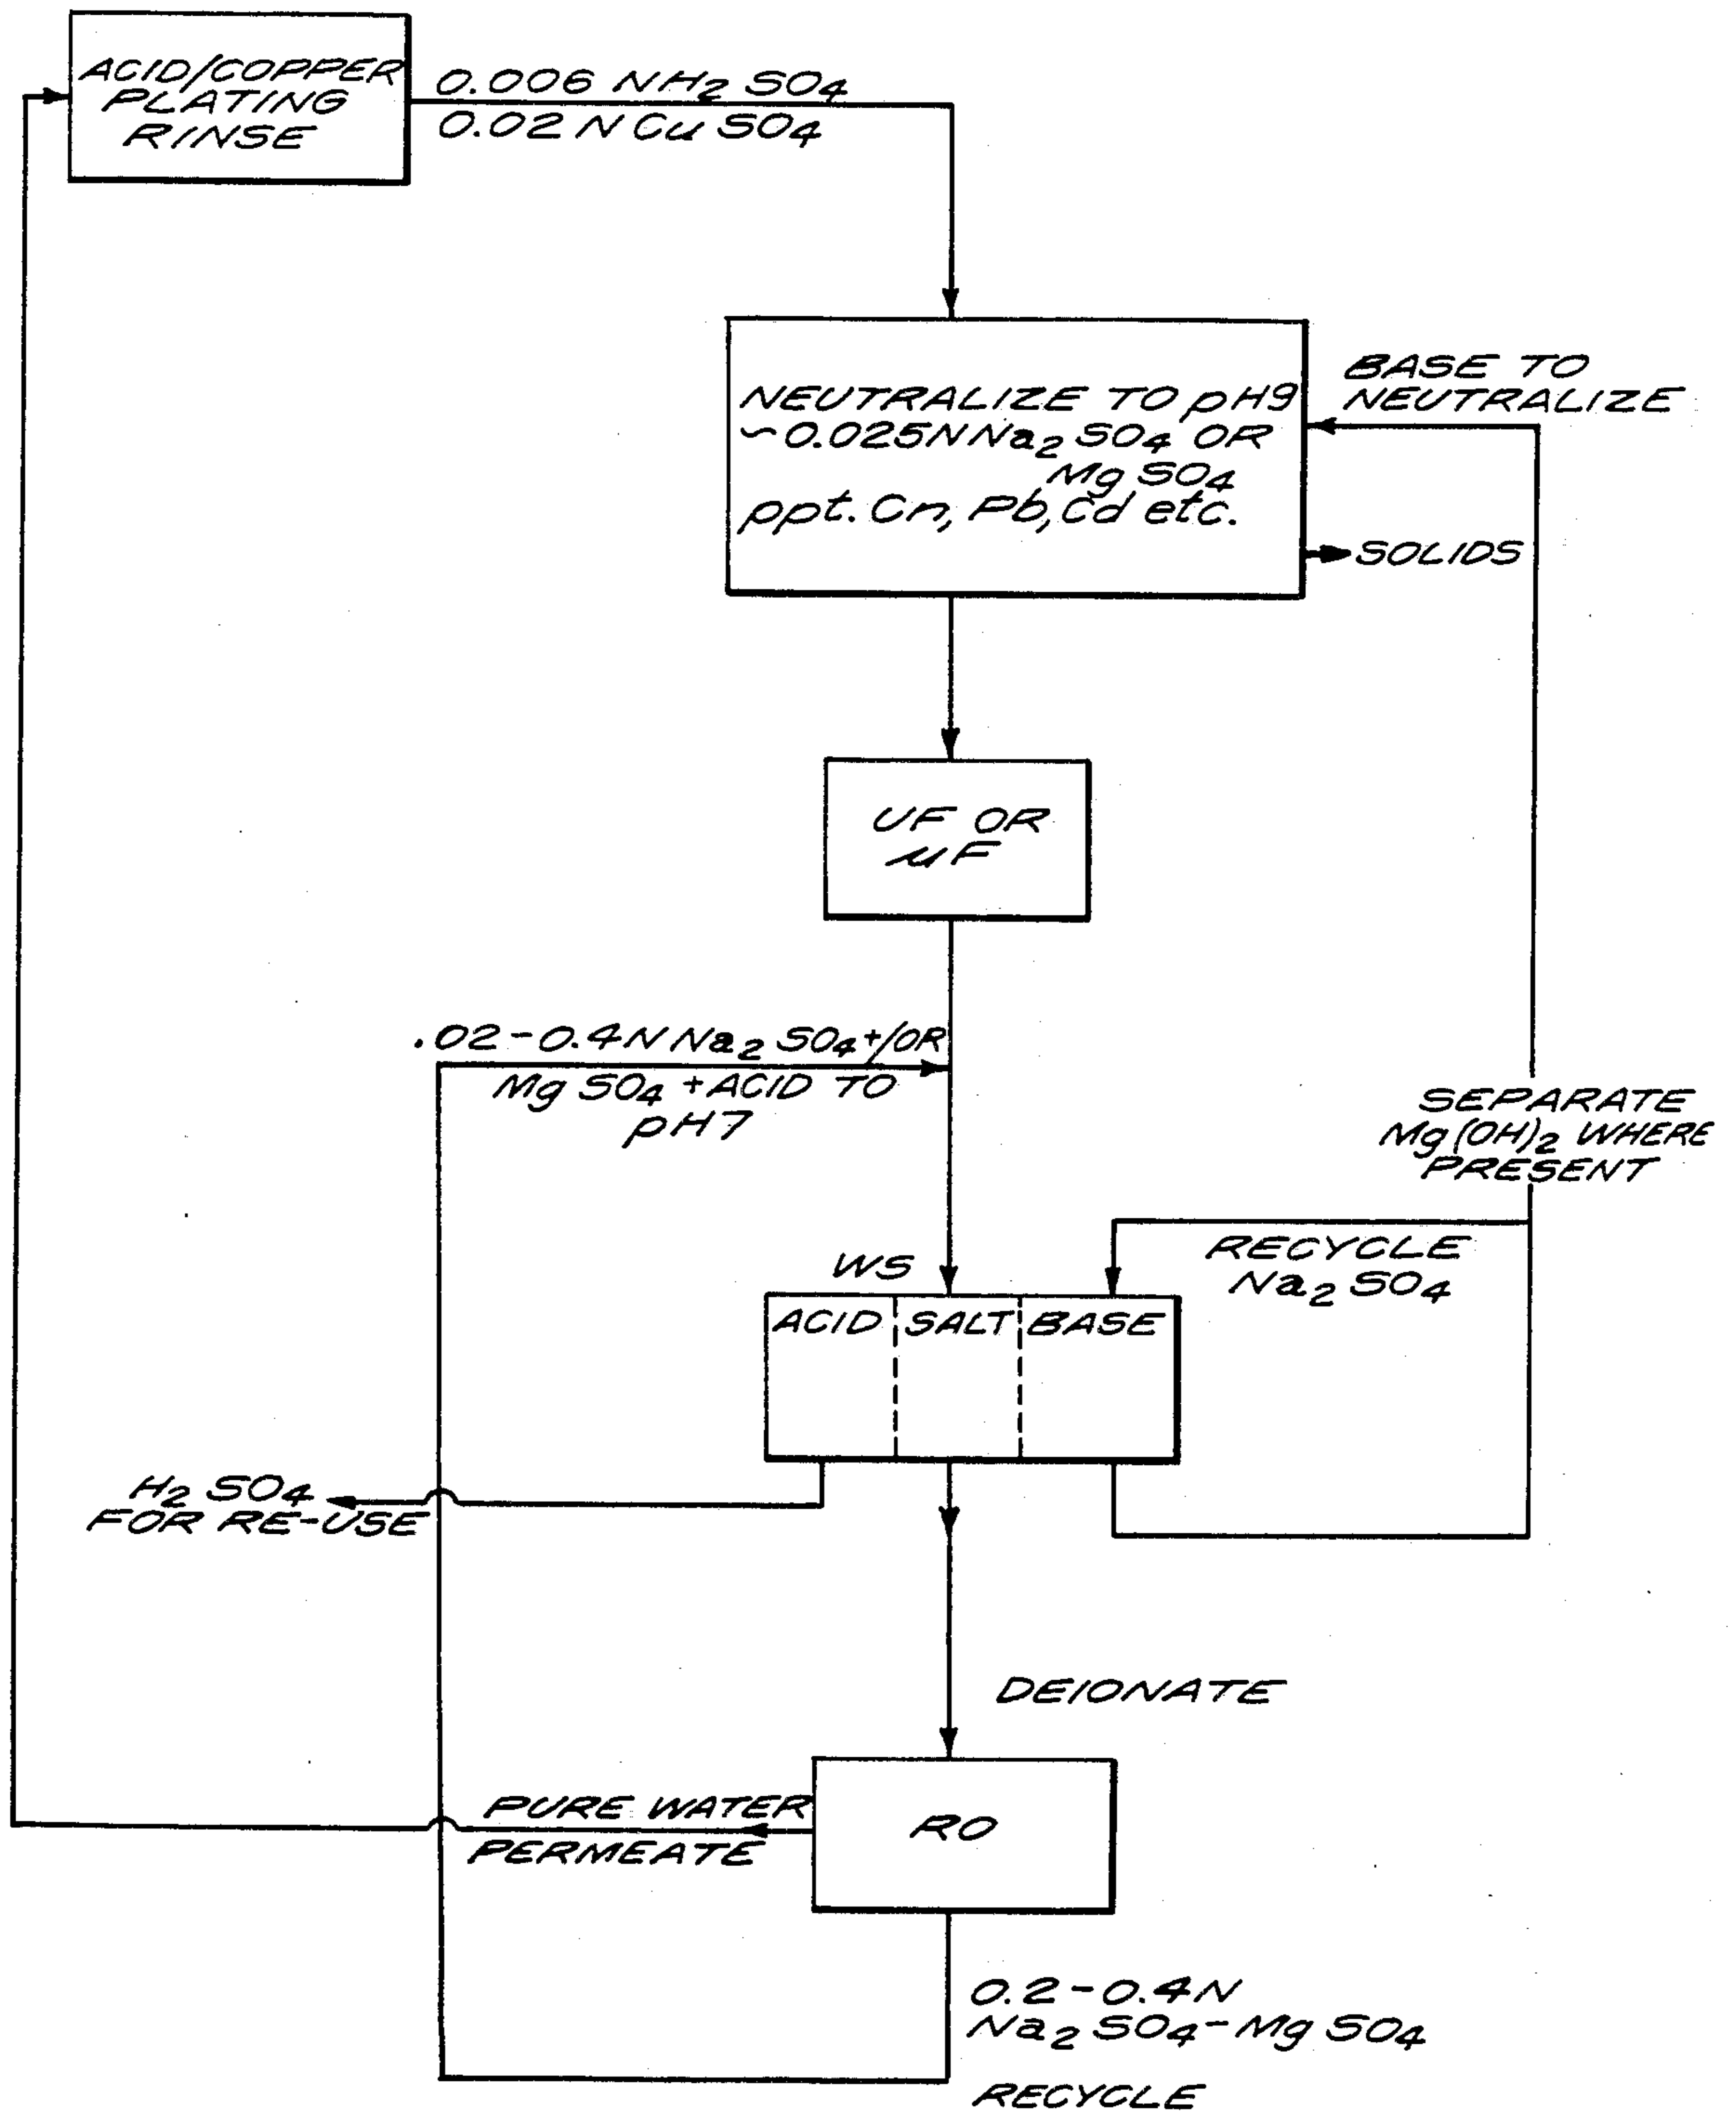 ACID/COPPER
PLATING
RINSE
0.006 NH₂ SO₄
0.02 N Cu SO₄
BASE TO
NEUTRALIZE
NEUTRALIZE TO pH9
~0.025N Na₂ SO₄ OR
Mg SO₄
ppt. Cr, Pb, Cd etc.
SOLIDS
UF OR
μF
.02-0.4N Na₂ SO₄+/OR
Mg SO₄ +ACID TO
pH7
SEPARATE
Mg(OH)₂ WHERE
PRESENT
RECYCLE
Na₂ SO₄
WS
ACID SALT BASE
H₂ SO₄
FOR RE-USE
DEIONATE
PURE WATER
PERMEATE
RO
0.2-0.4N
Na₂ SO₄-Mg SO₄
RECYCLE